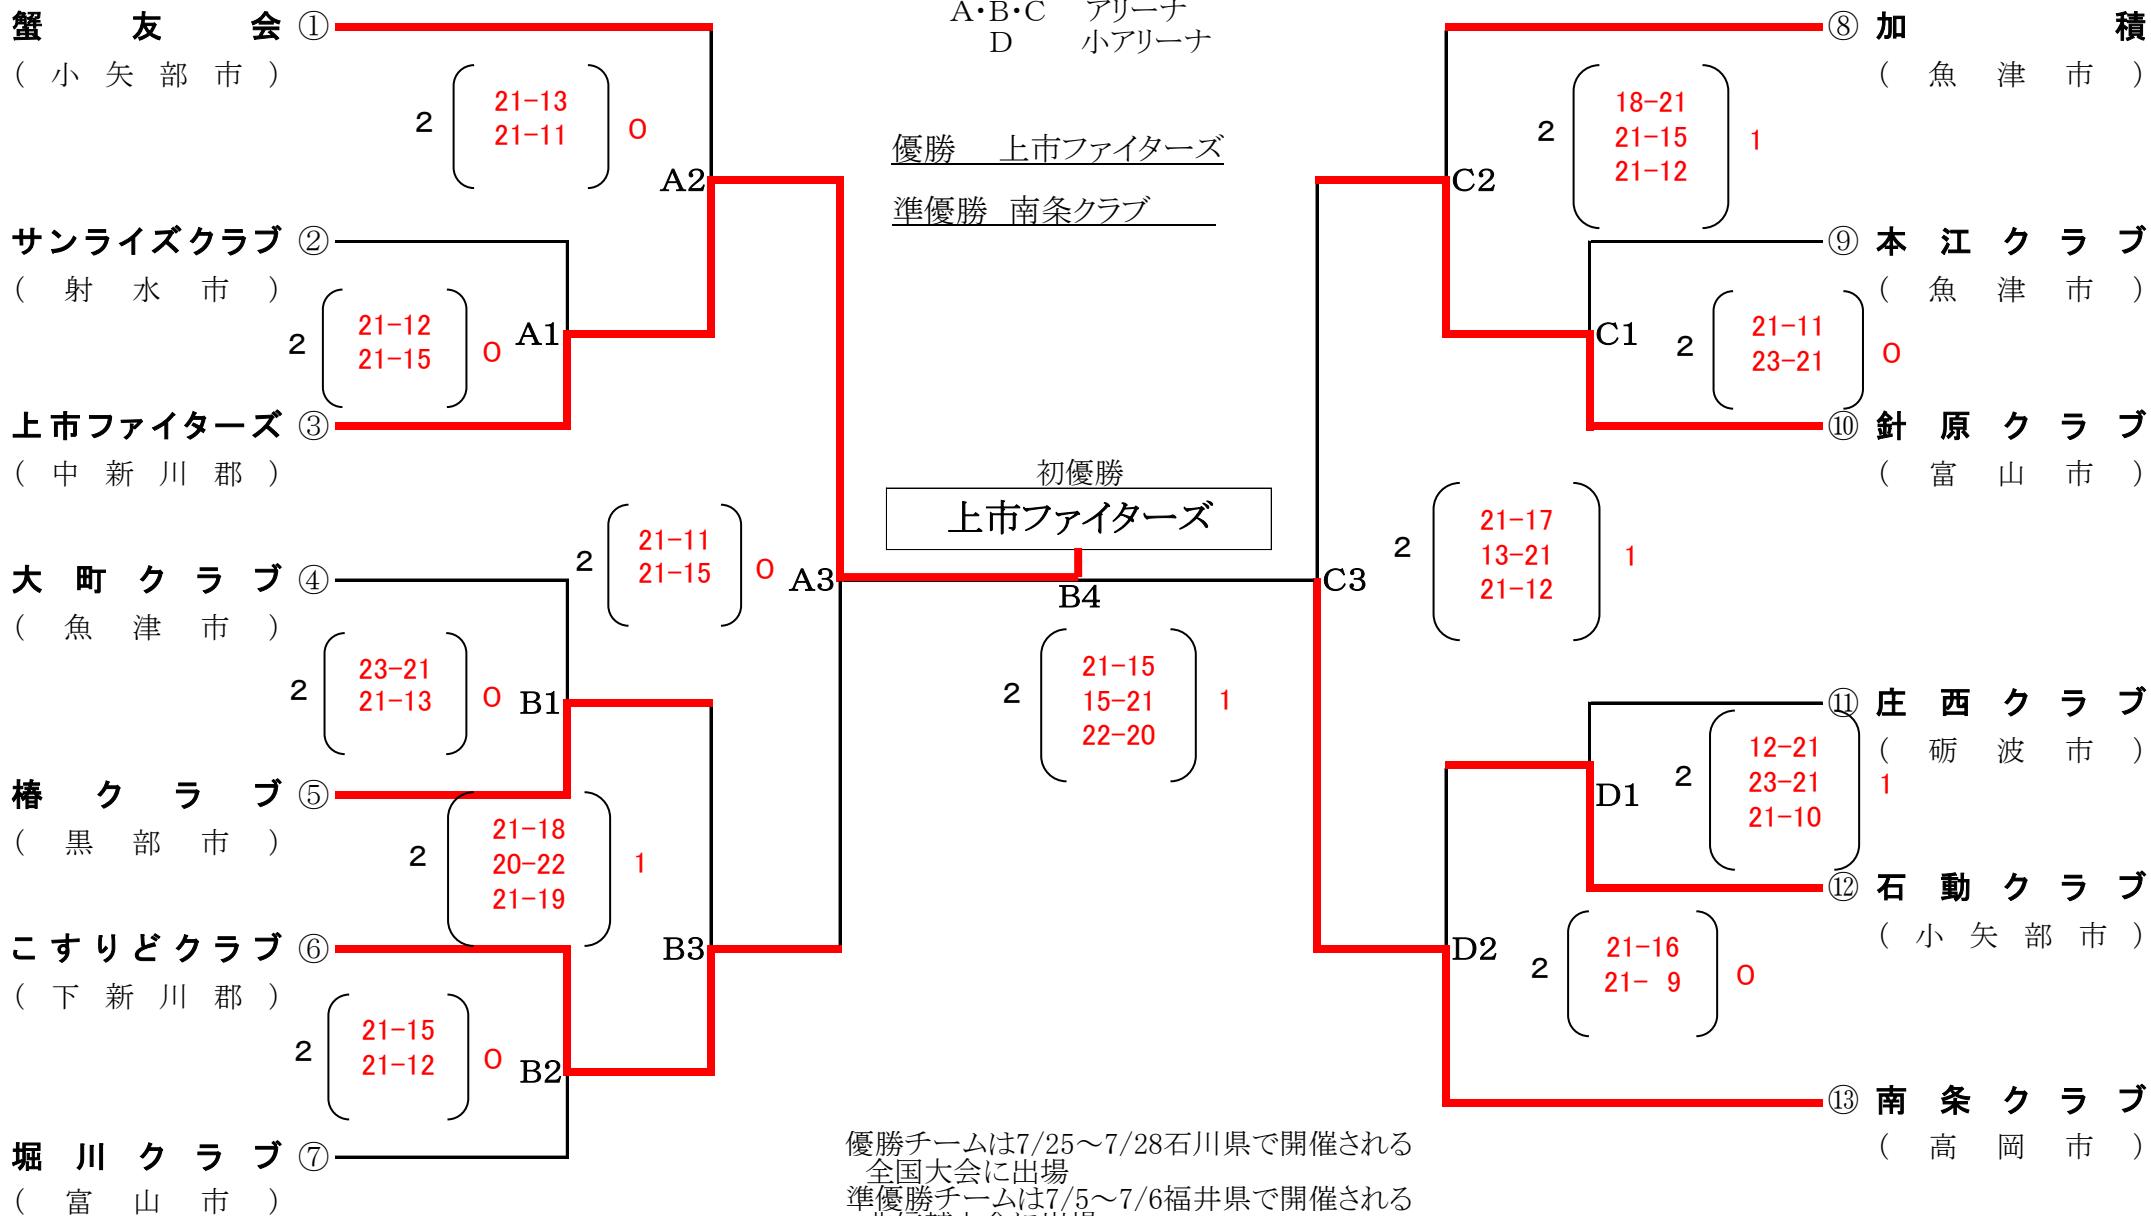 A・B・C アリーナ
D 小アリーナ
優勝 上市ファイターズ
準優勝 南条クラブ
蟹友会 ①
(小矢部市)
2
21-13
21-11
0
A2
サンライズクラブ ②
(射水市)
2
21-12
21-15
0
A1
上市ファイターズ ③
(中新川郡)
大町クラブ ④
(魚津市)
2
21-11
21-15
0
A3
2
23-21
21-13
0
B1
椿クラブ ⑤
(黒部市)
2
21-18
20-22
21-19
1
B3
こすりどクラブ ⑥
(下新川郡)
2
21-15
21-12
0
B2
堀川クラブ ⑦
(富山市)
初優勝
上市ファイターズ
B4
2
21-15
15-21
22-20
1
⑧ 加積
(魚津市)
2
18-21
21-15
21-12
1
C2
⑨ 本江クラブ
(魚津市)
C1
2
21-11
23-21
0
⑩ 針原クラブ
(富山市)
C3
2
21-17
13-21
21-12
1
⑪ 庄西クラブ
(砺波市)
D1
2
12-21
23-21
21-10
1
⑫ 石動クラブ
(小矢部市)
D2
2
21-16
21- 9
0
⑬ 南条クラブ
(高岡市)
優勝チームは7/25～7/28石川県で開催される
全国大会に出場
準優勝チームは7/5～7/6福井県で開催される